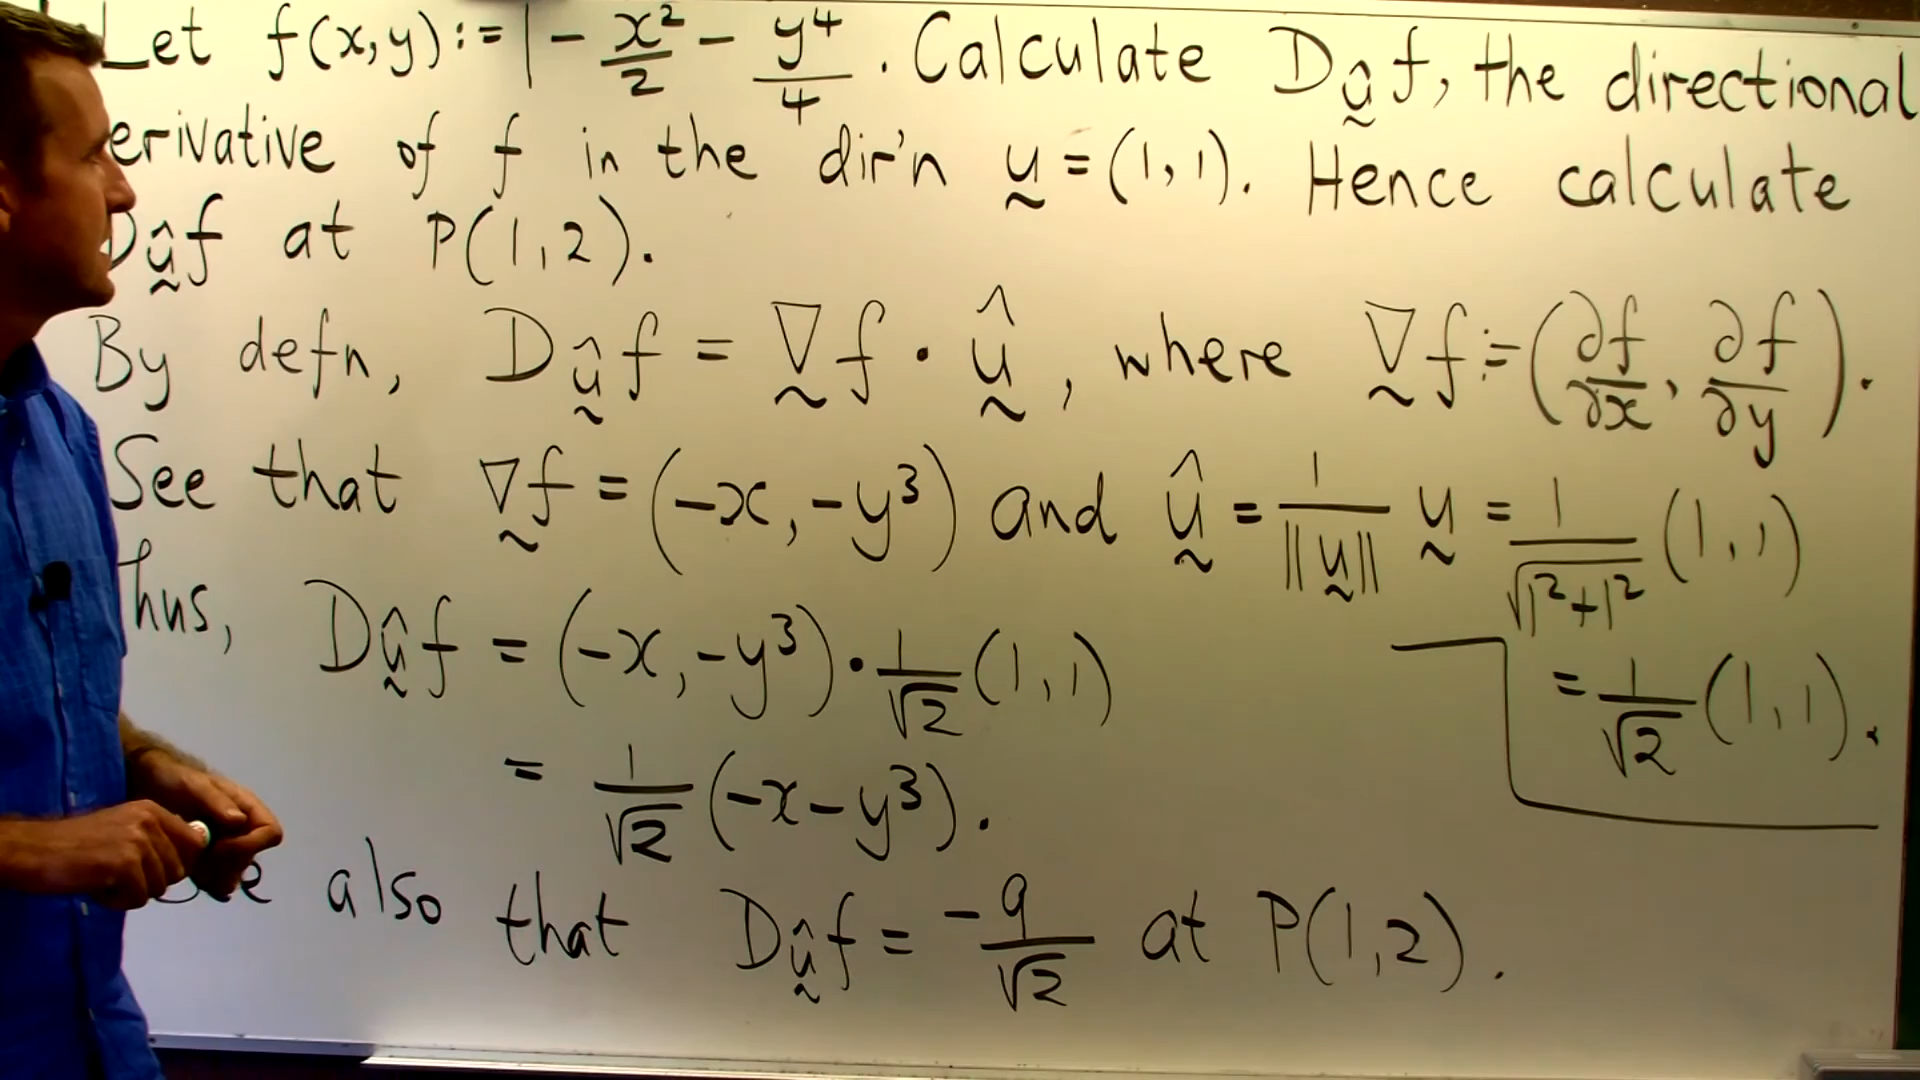 Let f(x,y) := 1 - x²/2 - y⁴/4. Calculate D_û f, the directional
erivative of f in the dir'n u = (1,1). Hence calculate
D_û f at P(1,2).
By defn, D_û f = ∇f · û, where ∇f := (∂f/∂x, ∂f/∂y).
See that ∇f = (-x, -y³) and û = 1/||u|| u = 1/√(1²+1²) (1,1)
= 1/√2 (1,1).
Thus, D_û f = (-x, -y³) · 1/√2 (1,1)
= 1/√2 (-x - y³).
also that D_û f = -9/√2 at P(1,2).